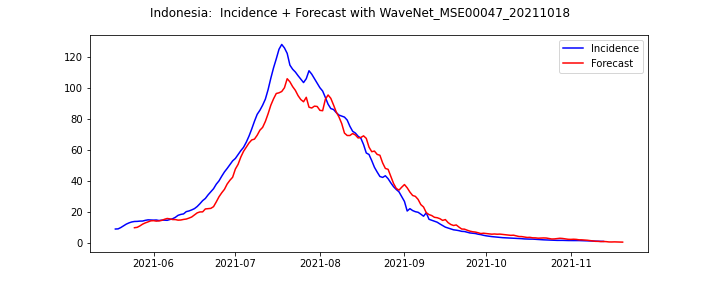 Indonesia:  Incidence + Forecast with WaveNet_MSE00047_20211018
Incidence
Forecast
120
100
80
60
40
20
0
2021-06 2021-07 2021-08 2021-09 2021-10 2021-11